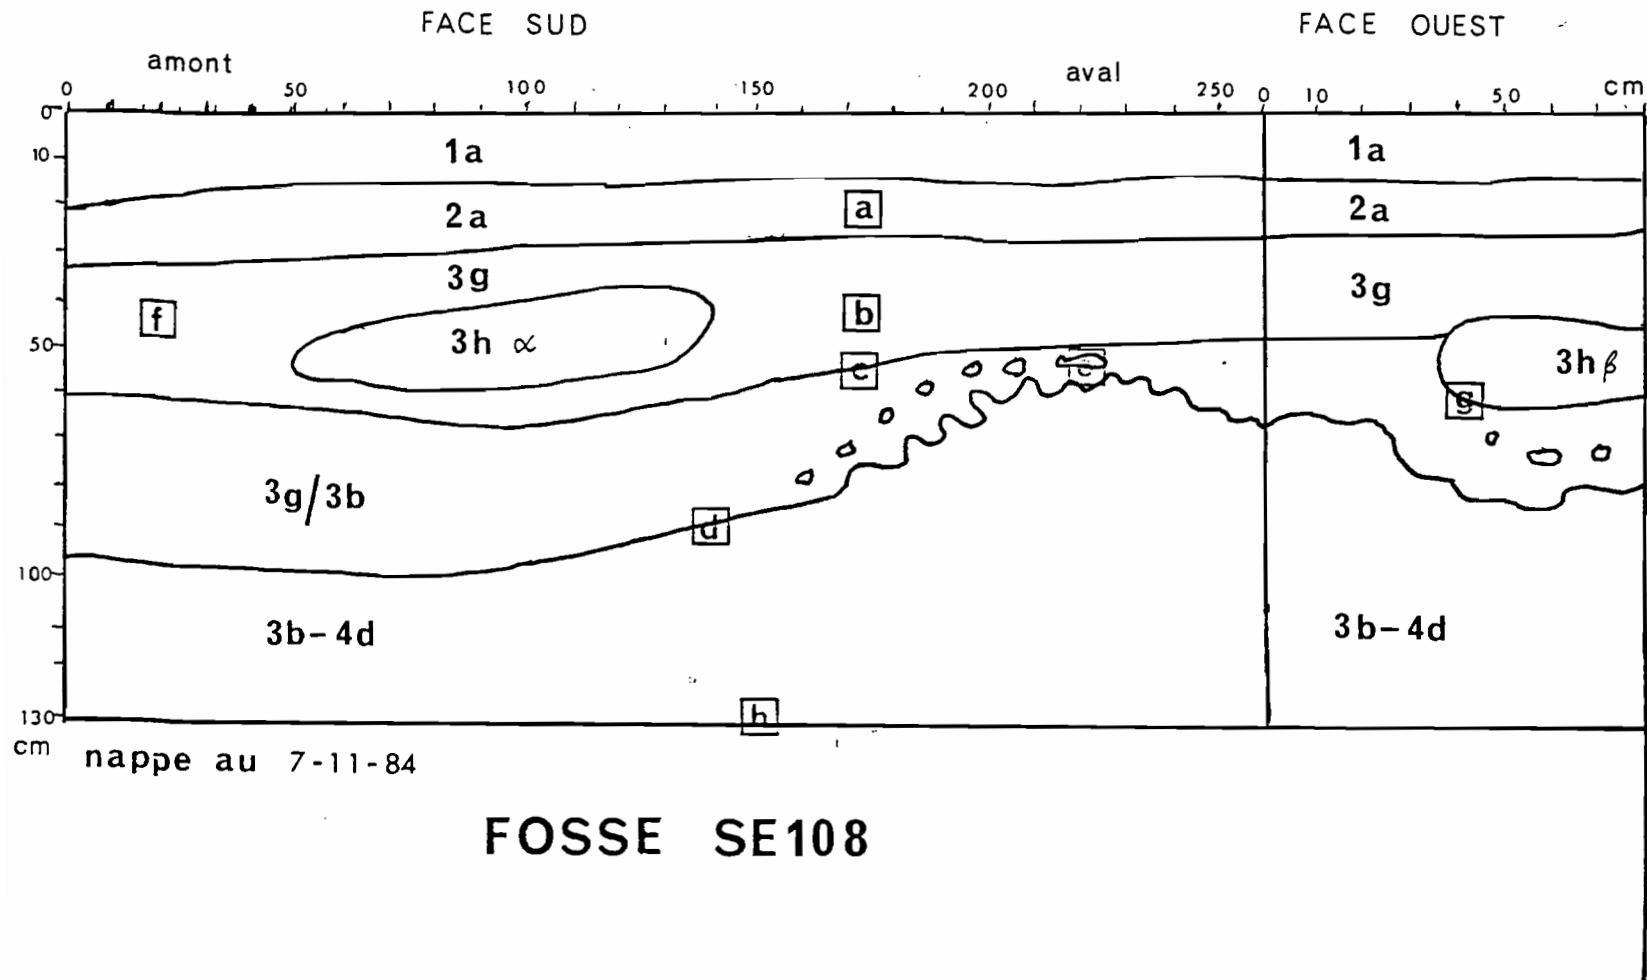 FACE SUD FACE OUEST
amont aval
0 50 100 150 200 250 0 10 50 cm
0
10 1a 1a
2a a 2a
3g 3g
f b
50 3h α c 3h β
g
3g/3b
d
100
3b-4d 3b-4d
130 h
cm nappe au 7-11-84
FOSSE SE108